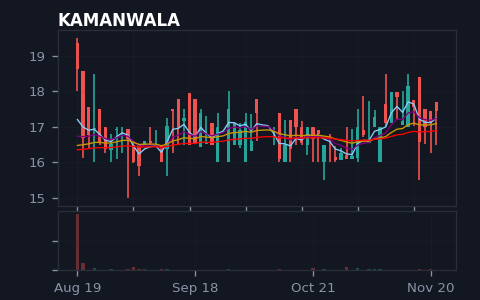 KAMANWALA
19
18
17
16
15
Aug 19
Sep 18
Oct 21
Nov 20